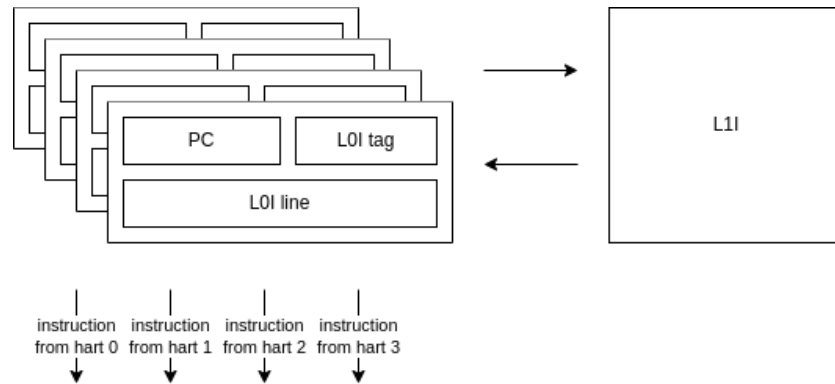 PC
L0I tag
L0I line
L1I
instruction
from hart 0
instruction
from hart 1
instruction
from hart 2
instruction
from hart 3